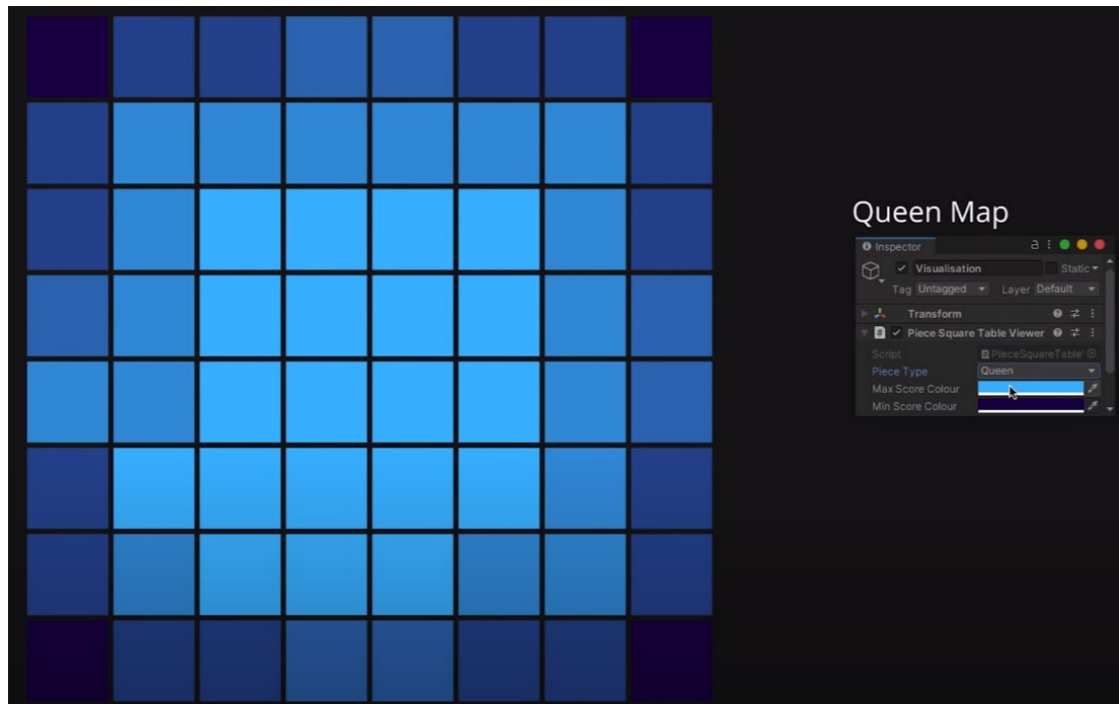 Queen Map
Inspector
Visualisation Static
Tag Untagged Layer Default
Transform
Piece Square Table Viewer
Script PieceSquareTable
Piece Type Queen
Max Score Colour
Min Score Colour